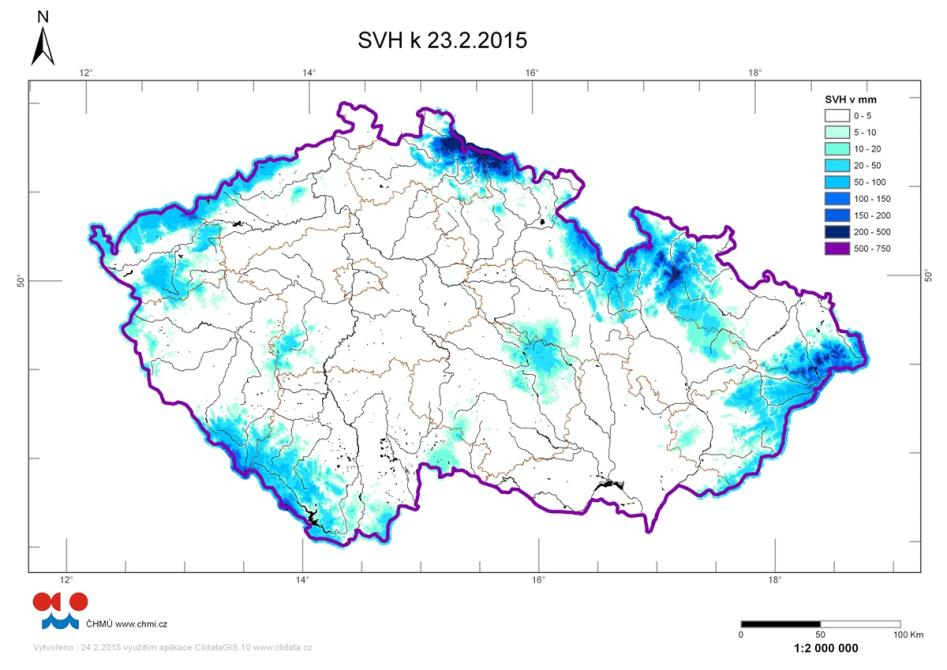 N
SVH k 23.2.2015
12° 14° 16° 18°
SVH v mm
0 - 5
5 - 10
10 - 20
20 - 50
50 - 100
100 - 150
150 - 200
200 - 500
500 - 750
50° 50°
12° 14° 16° 18°
ČHMÚ www.chmi.cz
0 50 100 Km
1:2 000 000
Vytvořeno : 24.2.2015 využitím aplikace ClidataGIS 10 www.clidata.cz